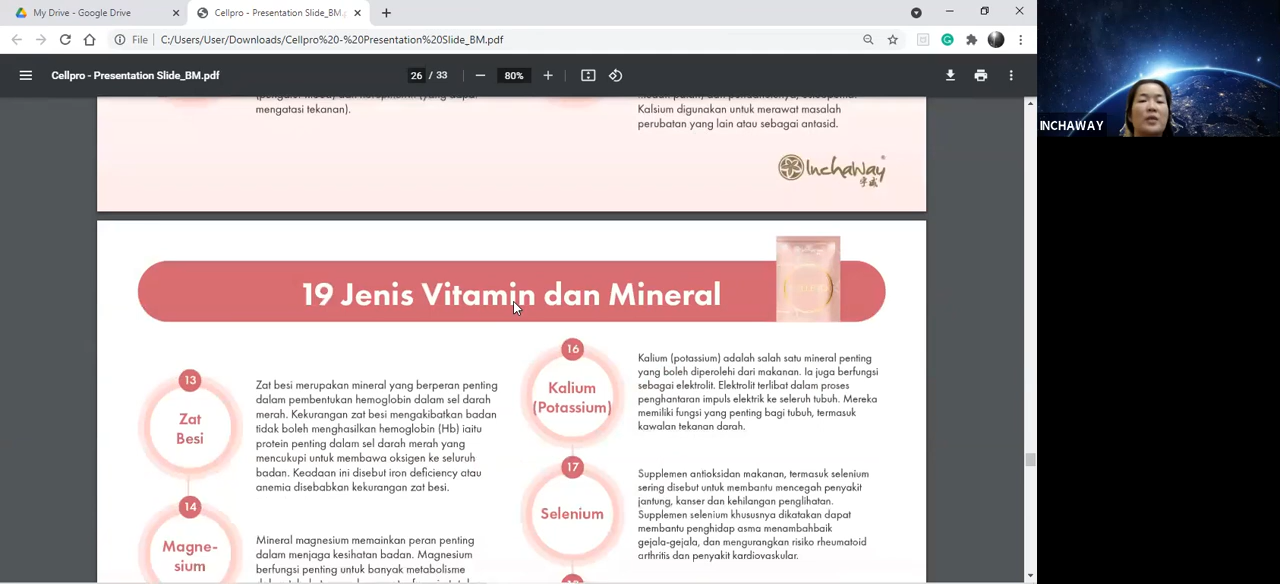 My Drive - Google Drive
Cellpro - Presentation Slide_BM.
File
C:/Users/User/Downloads/Cellpro%20-%20Presentation%20Slide_BM.pdf
Cellpro - Presentation Slide_BM.pdf
26 / 33
80%
INCHAWAY
mengatasi tekanan).
Kalsium digunakan untuk merawat masalah
perubatan yang lain atau sebagai antasid.
InchaWay®
宇威
19 Jenis Vitamin dan Mineral
13
Zat
Besi
Zat besi merupakan mineral yang berperan penting
dalam pembentukan hemoglobin dalam sel darah
merah. Kekurangan zat besi mengakibatkan badan
tidak boleh menghasilkan hemoglobin (Hb) iaitu
protein penting dalam sel darah merah yang
mencukupi untuk membawa oksigen ke seluruh
badan. Keadaan ini disebut iron deficiency atau
anemia disebabkan kekurangan zat besi.
14
Magne-
sium
Mineral magnesium memainkan peran penting
dalam menjaga kesihatan badan. Magnesium
berfungsi penting untuk banyak metabolisme
16
Kalium
(Potassium)
Kalium (potassium) adalah salah satu mineral penting
yang boleh diperolehi dari makanan. Ia juga berfungsi
sebagai elektrolit. Elektrolit terlibat dalam proses
penghantaran impuls elektrik ke seleruh tubuh. Mereka
memiliki fungsi yang penting bagi tubuh, termasuk
kawalan tekanan darah.
17
Selenium
Supplemen antioksidan makanan, termasuk selenium
sering disebut untuk membantu mencegah penyakit
jantung, kanser dan kehilangan penglihatan.
Supplemen selenium khususnya dikatakan dapat
membantu penghidap asma menambahbaik
gejala-gejala, dan mengurangkan risiko rheumatoid
arthritis dan penyakit kardiovaskular.